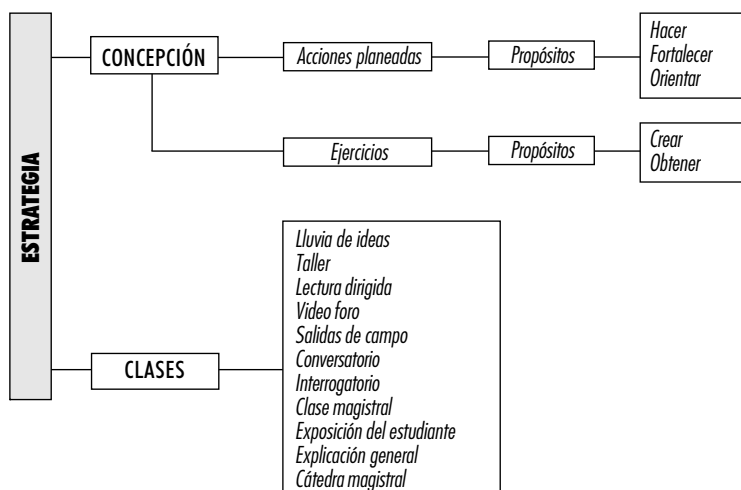 ESTRATEGIA
CONCEPCIÓN
Acciones planeadas
Propósitos
Hacer
Fortalecer
Orientar
Ejercicios
Propósitos
Crear
Obtener
CLASES
Lluvia de ideas
Taller
Lectura dirigida
Video foro
Salidas de campo
Conversatorio
Interrogatorio
Clase magistral
Exposición del estudiante
Explicación general
Cátedra magistral